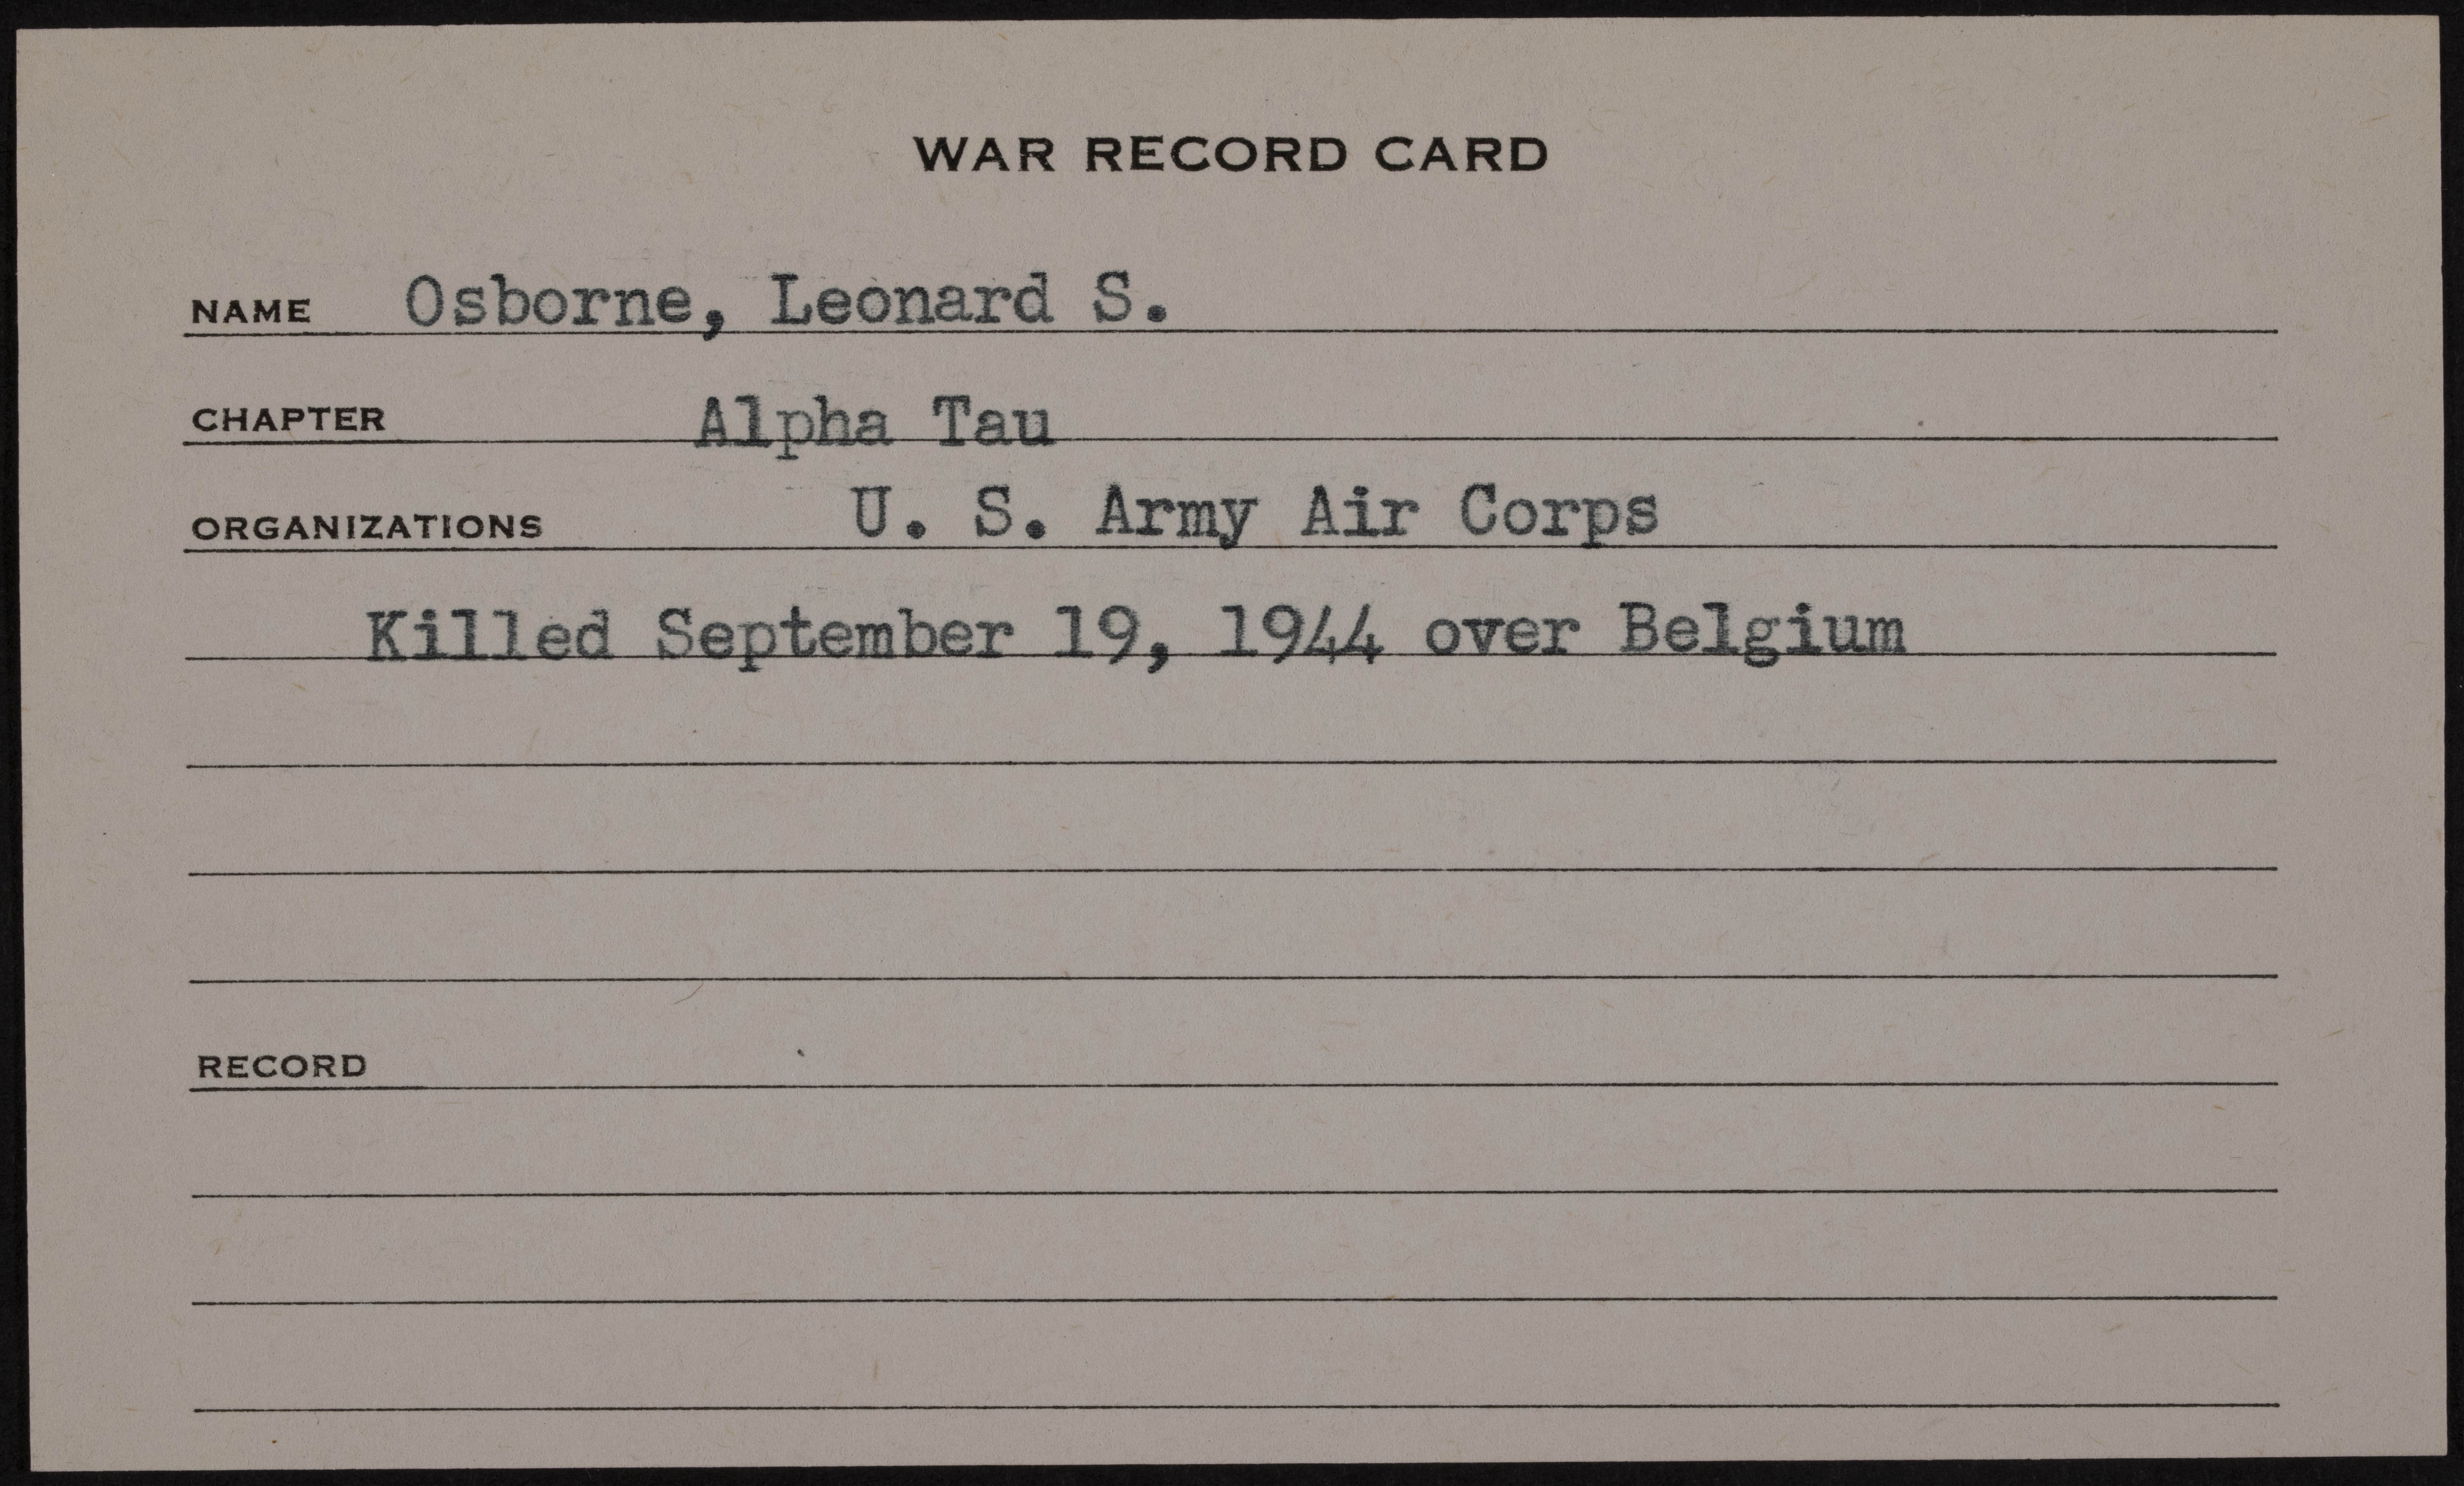 WAR RECORD CARD
NAME Osborne, Leonard S.
CHAPTER Alpha Tau
ORGANIZATIONS U. S. Army Air Corps
Killed September 19, 1944 over Belgium
RECORD